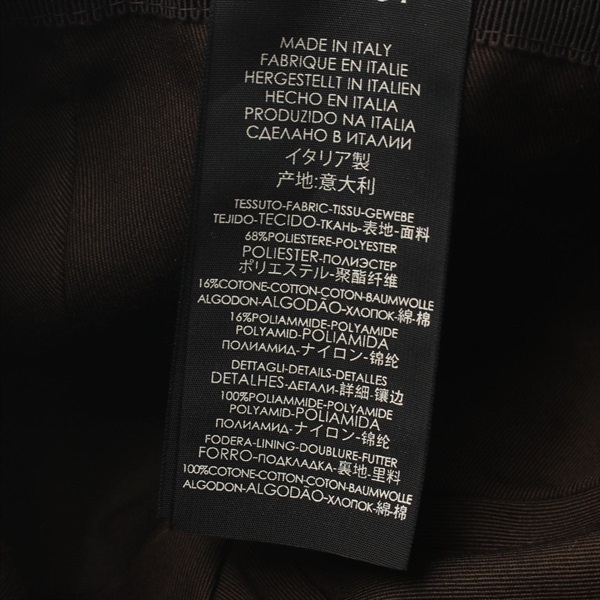 MADE IN ITALY
FABRIQUE EN ITALIE
HERGESTELLT IN ITALIEN
HECHO EN ITALIA
PRODUZIDO NA ITALIA
СДЕЛАНО В ИТАЛИИ
イタリア製
产地:意大利
TESSUTO-FABRIC-TISSU-GEWEBE
TEJIDO-TECIDO-ТКАНЬ-表地-面料
68%POLIESTERE-POLYESTER
POLIESTER-ПОЛИЭСТЕР
ポリエステル-聚酯纤维
16%COTONE-COTTON-COTON-BAUMWOLLE
ALGODON-ALGODÃO-ХЛОПОК-綿-棉
16%POLIAMMIDE-POLYAMIDE
POLYAMID-POLIAMIDA
ПОЛИАМИД-ナイロン-锦纶
DETTAGLI-DETAILS-DETALLES
DETALHES-ДЕТАЛИ-詳細-镶边
100%POLIAMMIDE-POLYAMIDE
POLYAMID-POLIAMIDA
ПОЛИАМИД-ナイロン-锦纶
FODERA-LINING-DOUBLURE-FUTTER
FORRO-ПОДКЛАДКА-裏地-里料
100%COTONE-COTTON-COTON-BAUMWOLLE
ALGODON-ALGODÃO-ХЛОПОК-綿-棉